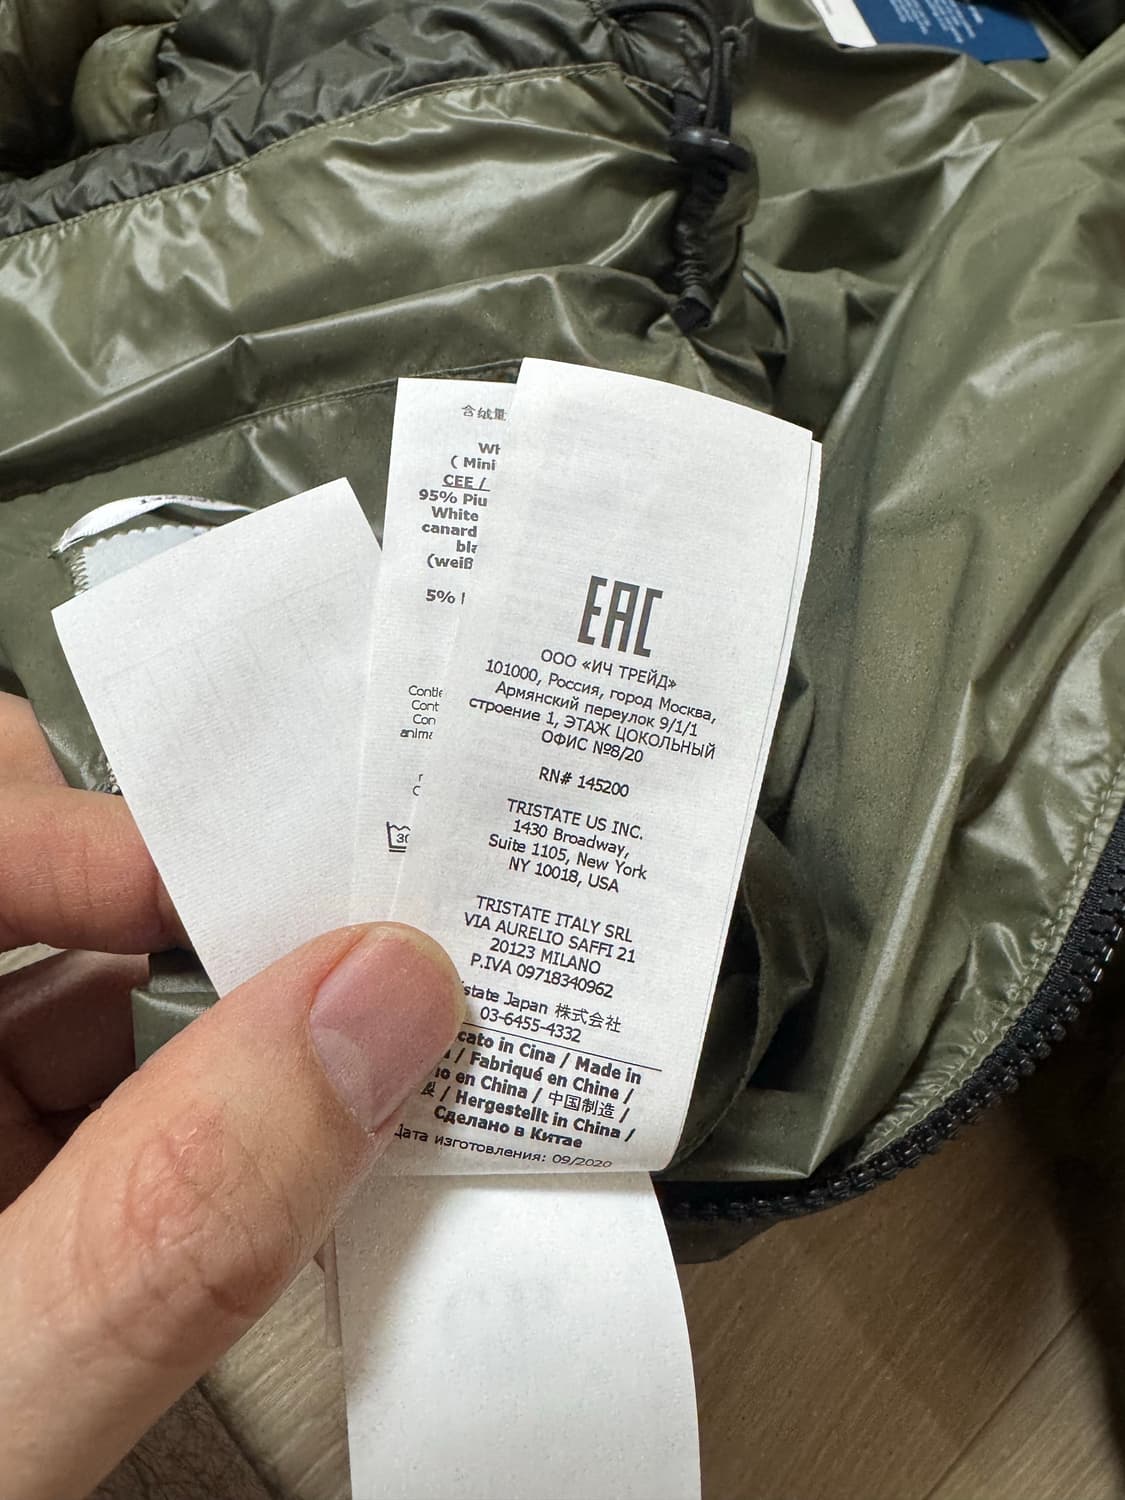 含绒量
( Mini
CEE /
95% Piu
White
canard
(weiß
5%
30
EAC
ООО «ИЧ ТРЕЙД»
101000, Россия, город Москва,
Армянский переулок 9/1/1
строение 1, ЭТАЖ ЦОКОЛЬНЫЙ
ОФИС №8/20
RN# 145200
TRISTATE US INC.
1430 Broadway,
Suite 1105, New York
NY 10018, USA
TRISTATE ITALY SRL
VIA AURELIO SAFFI 21
20123 MILANO
P.IVA 09718340962
state Japan 株式会社
03-6455-4332
cato in Cina / Made in
/ Fabriqué en Chine /
en China / 中国制造 /
製 / Hergestellt in China /
Сделано в Китае
Дата изготовления: 09/2020